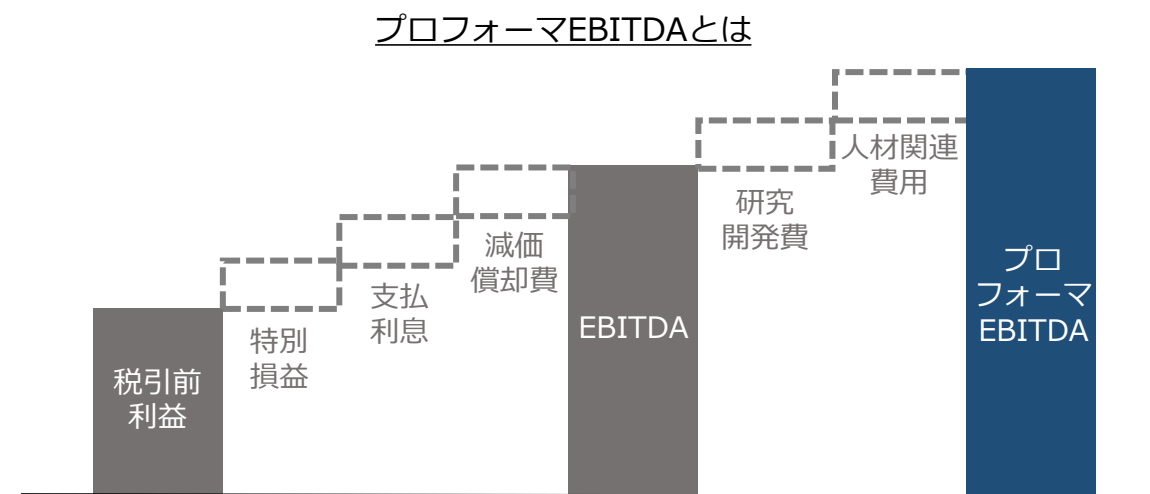 プロフォーマEBITDAとは
税引前
利益
特別
損益
支払
利息
減価
償却費
EBITDA
研究
開発費
人材関連
費用
プロ
フォーマ
EBITDA